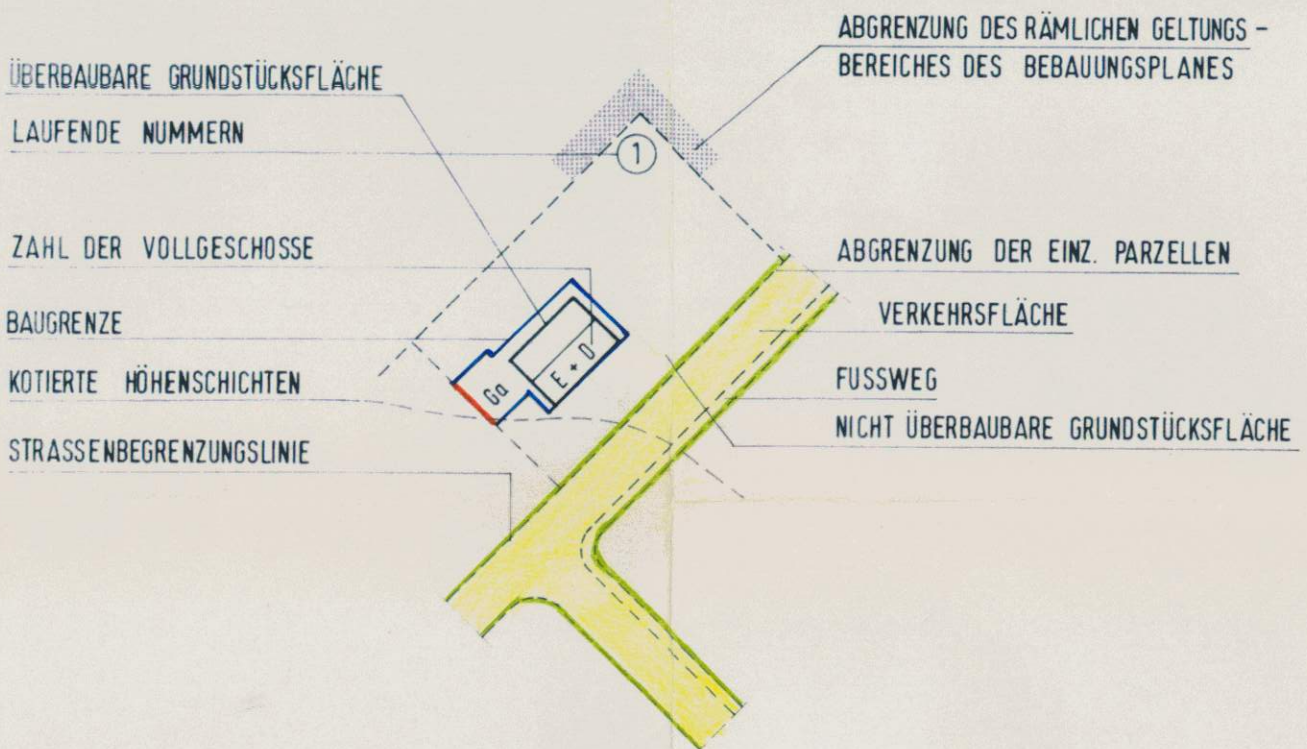 ÜBERBAUBARE GRUNDSTÜCKSFLÄCHE
LAUFENDE NUMMERN
ZAHL DER VOLLGESCHOSSE
BAUGRENZE
KOTIERTE HÖHENSCHICHTEN
STRASSENBEGRENZUNGSLINIE
1
Ga
E + D
ABGRENZUNG DES RÄMLICHEN GELTUNGS -
BEREICHES DES BEBAUUNGSPLANES
ABGRENZUNG DER EINZ. PARZELLEN
VERKEHRSFLÄCHE
FUSSWEG
NICHT ÜBERBAUBARE GRUNDSTÜCKSFLÄCHE